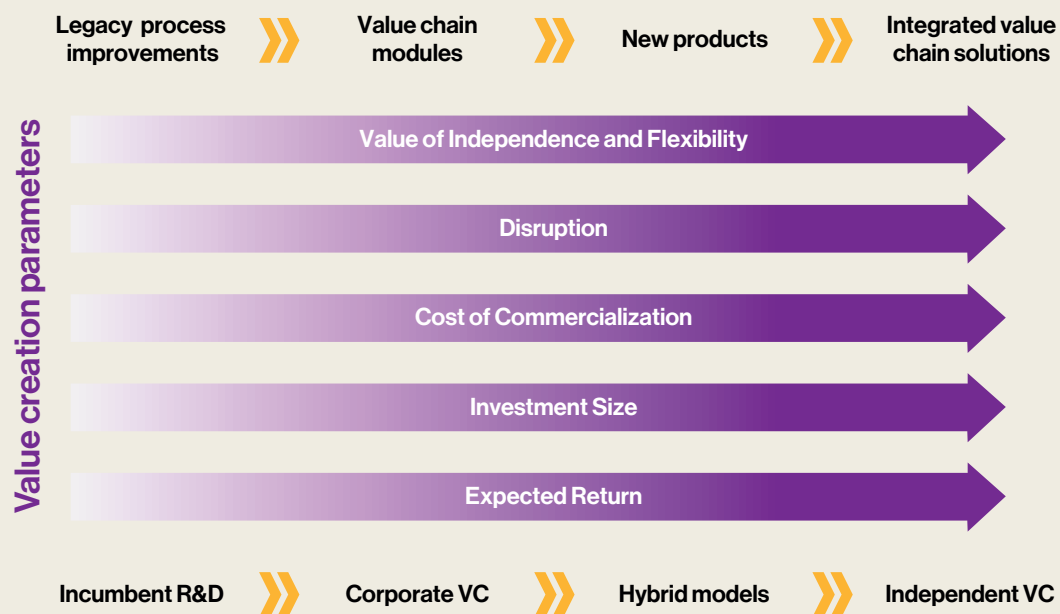 Legacy process
improvements
Value chain
modules
New products
Integrated value
chain solutions
Value creation parameters
Value of Independence and Flexibility
Disruption
Cost of Commercialization
Investment Size
Expected Return
Incumbent R&D
Corporate VC
Hybrid models
Independent VC